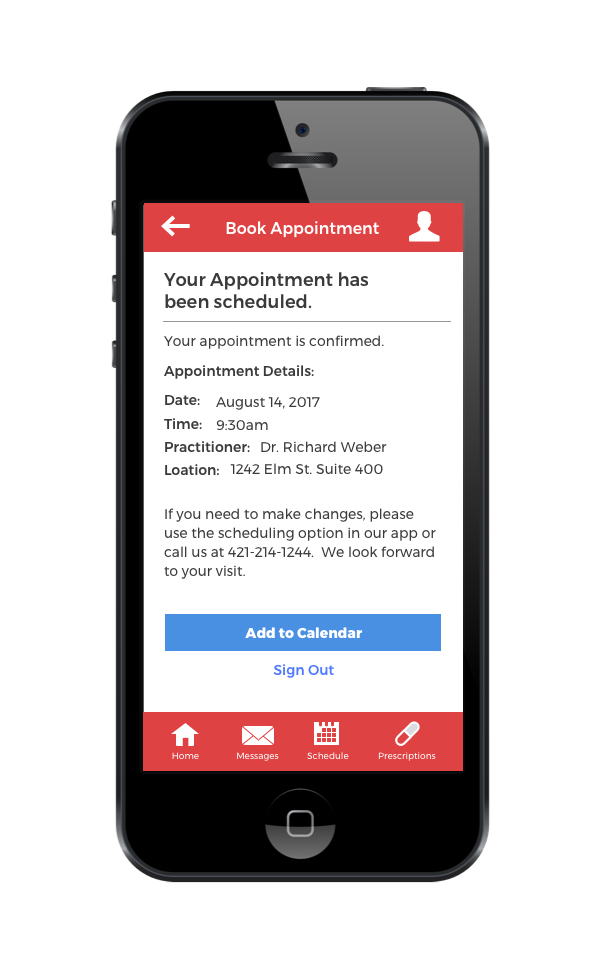 Book Appointment
Your Appointment has
been scheduled.
Your appointment is confirmed.
Appointment Details:
Date: August 14, 2017
Time: 9:30am
Practitioner: Dr. Richard Weber
Loation: 1242 Elm St. Suite 400
If you need to make changes, please
use the scheduling option in our app or
call us at 421-214-1244. We look forward
to your visit.
Add to Calendar
Sign Out
Home Messages Schedule Prescriptions